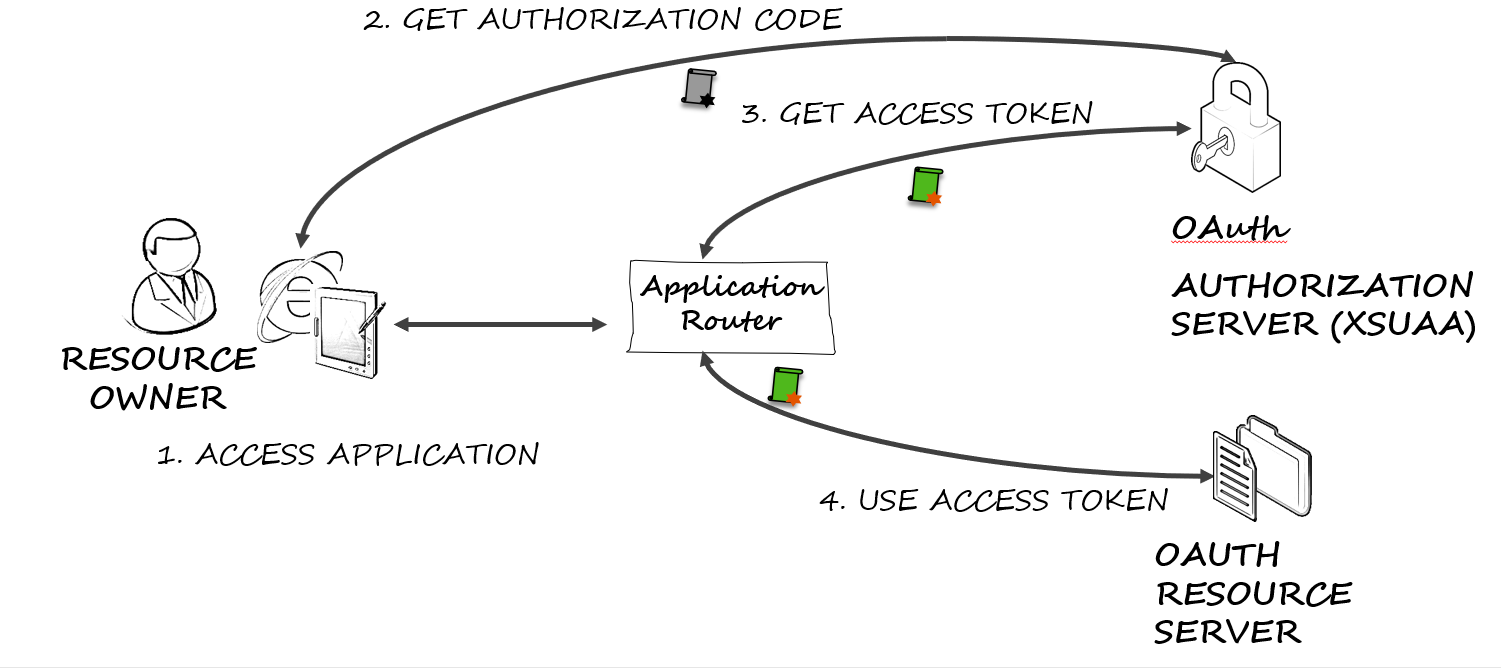 2. GET AUTHORIZATION CODE
3. GET ACCESS TOKEN
OAuth
AUTHORIZATION
SERVER (XSUAA)
Application
Router
RESOURCE
OWNER
1. ACCESS APPLICATION
4. USE ACCESS TOKEN
OAUTH
RESOURCE
SERVER